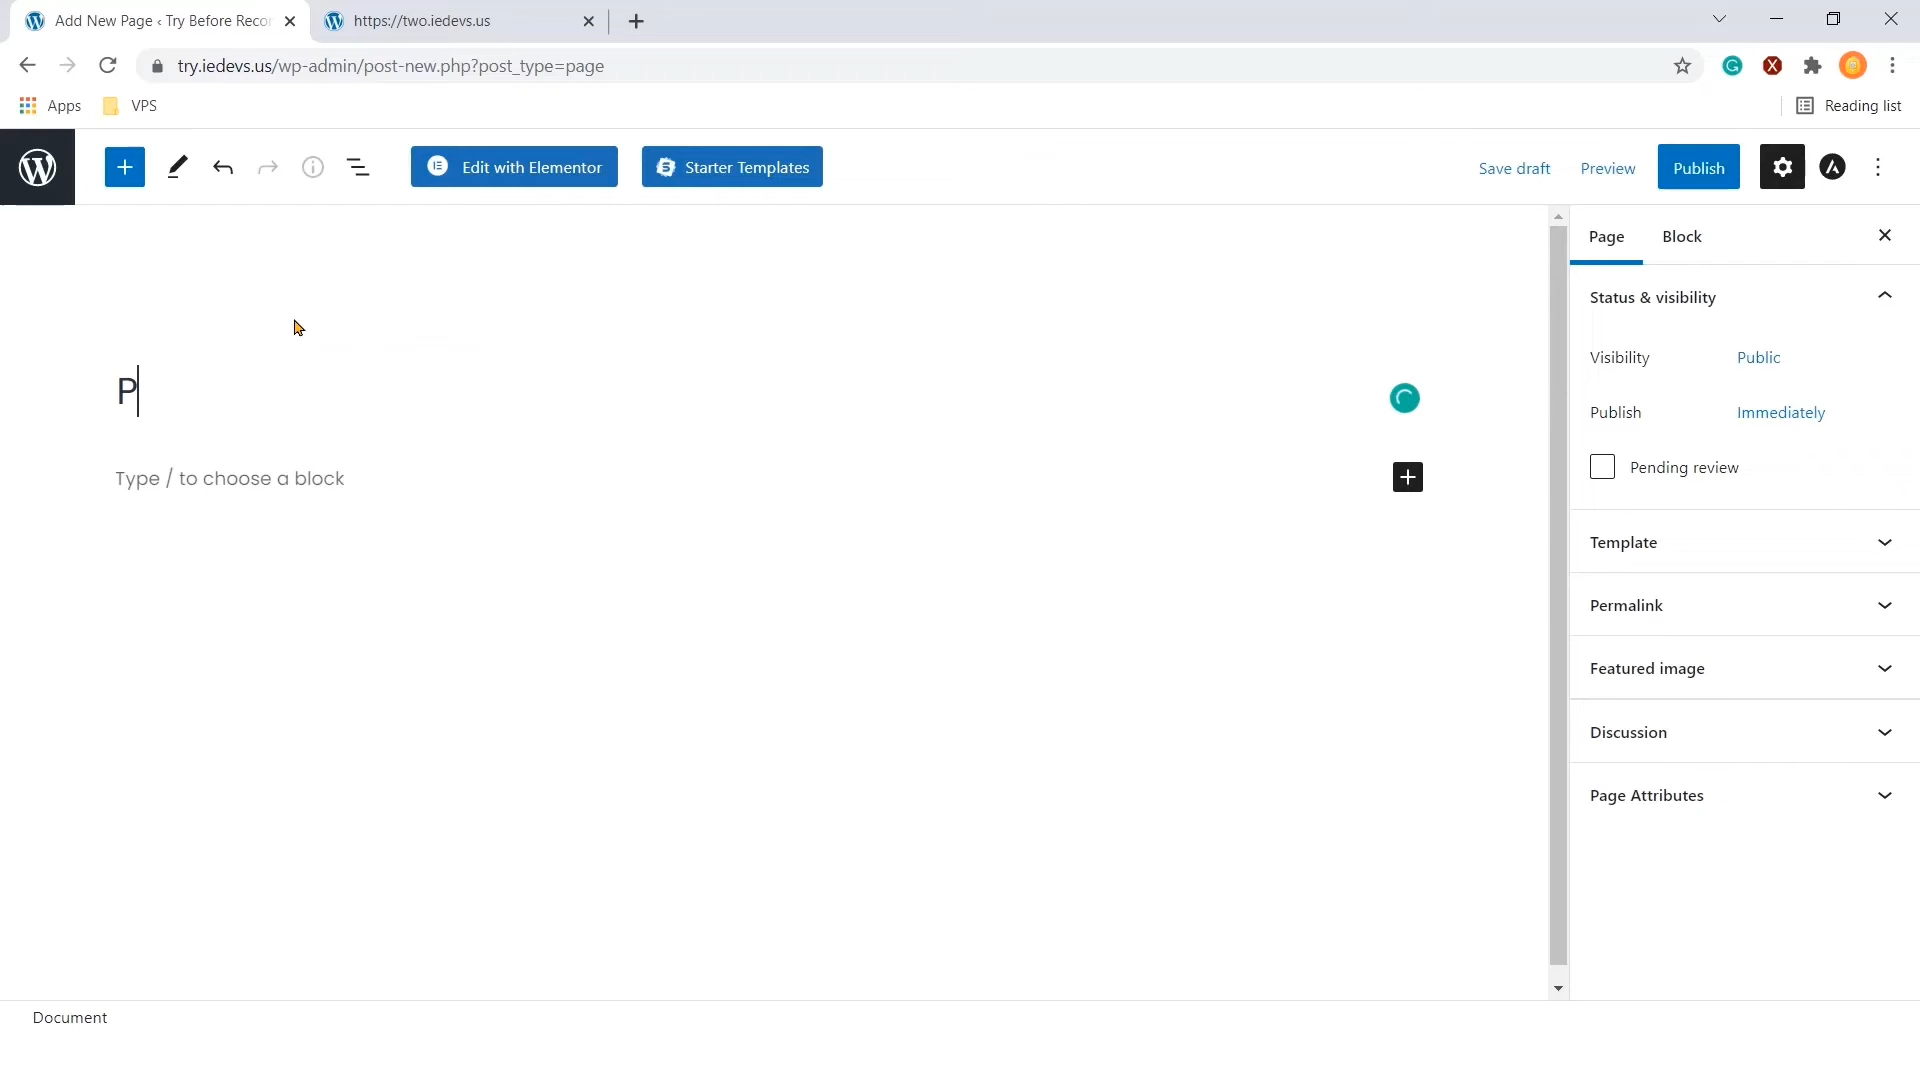 Add New Page ‹ Try Before Recor
https://two.iedevs.us
try.iedevs.us/wp-admin/post-new.php?post_type=page
Apps
VPS
Reading list
Edit with Elementor
Starter Templates
Save draft
Preview
Publish
Page
Block
Status & visibility
Visibility
Public
Publish
Immediately
Pending review
P
Type / to choose a block
Template
Permalink
Featured image
Discussion
Page Attributes
Document